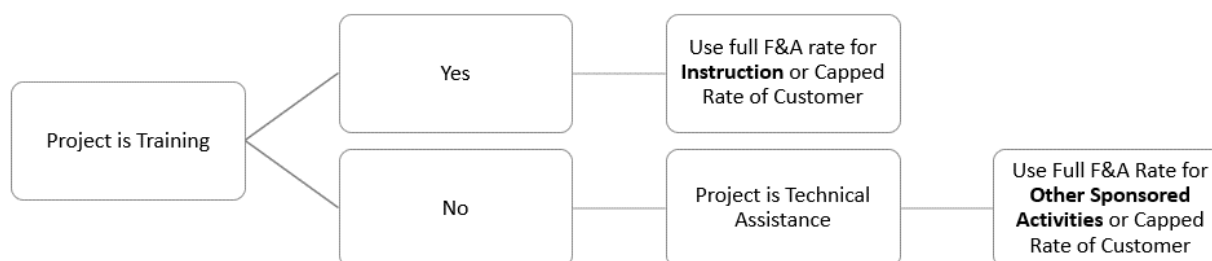 Project is Training
Yes
Use full F&A rate for
Instruction or Capped
Rate of Customer
No
Project is Technical
Assistance
Use Full F&A Rate for
Other Sponsored
Activities or Capped
Rate of Customer